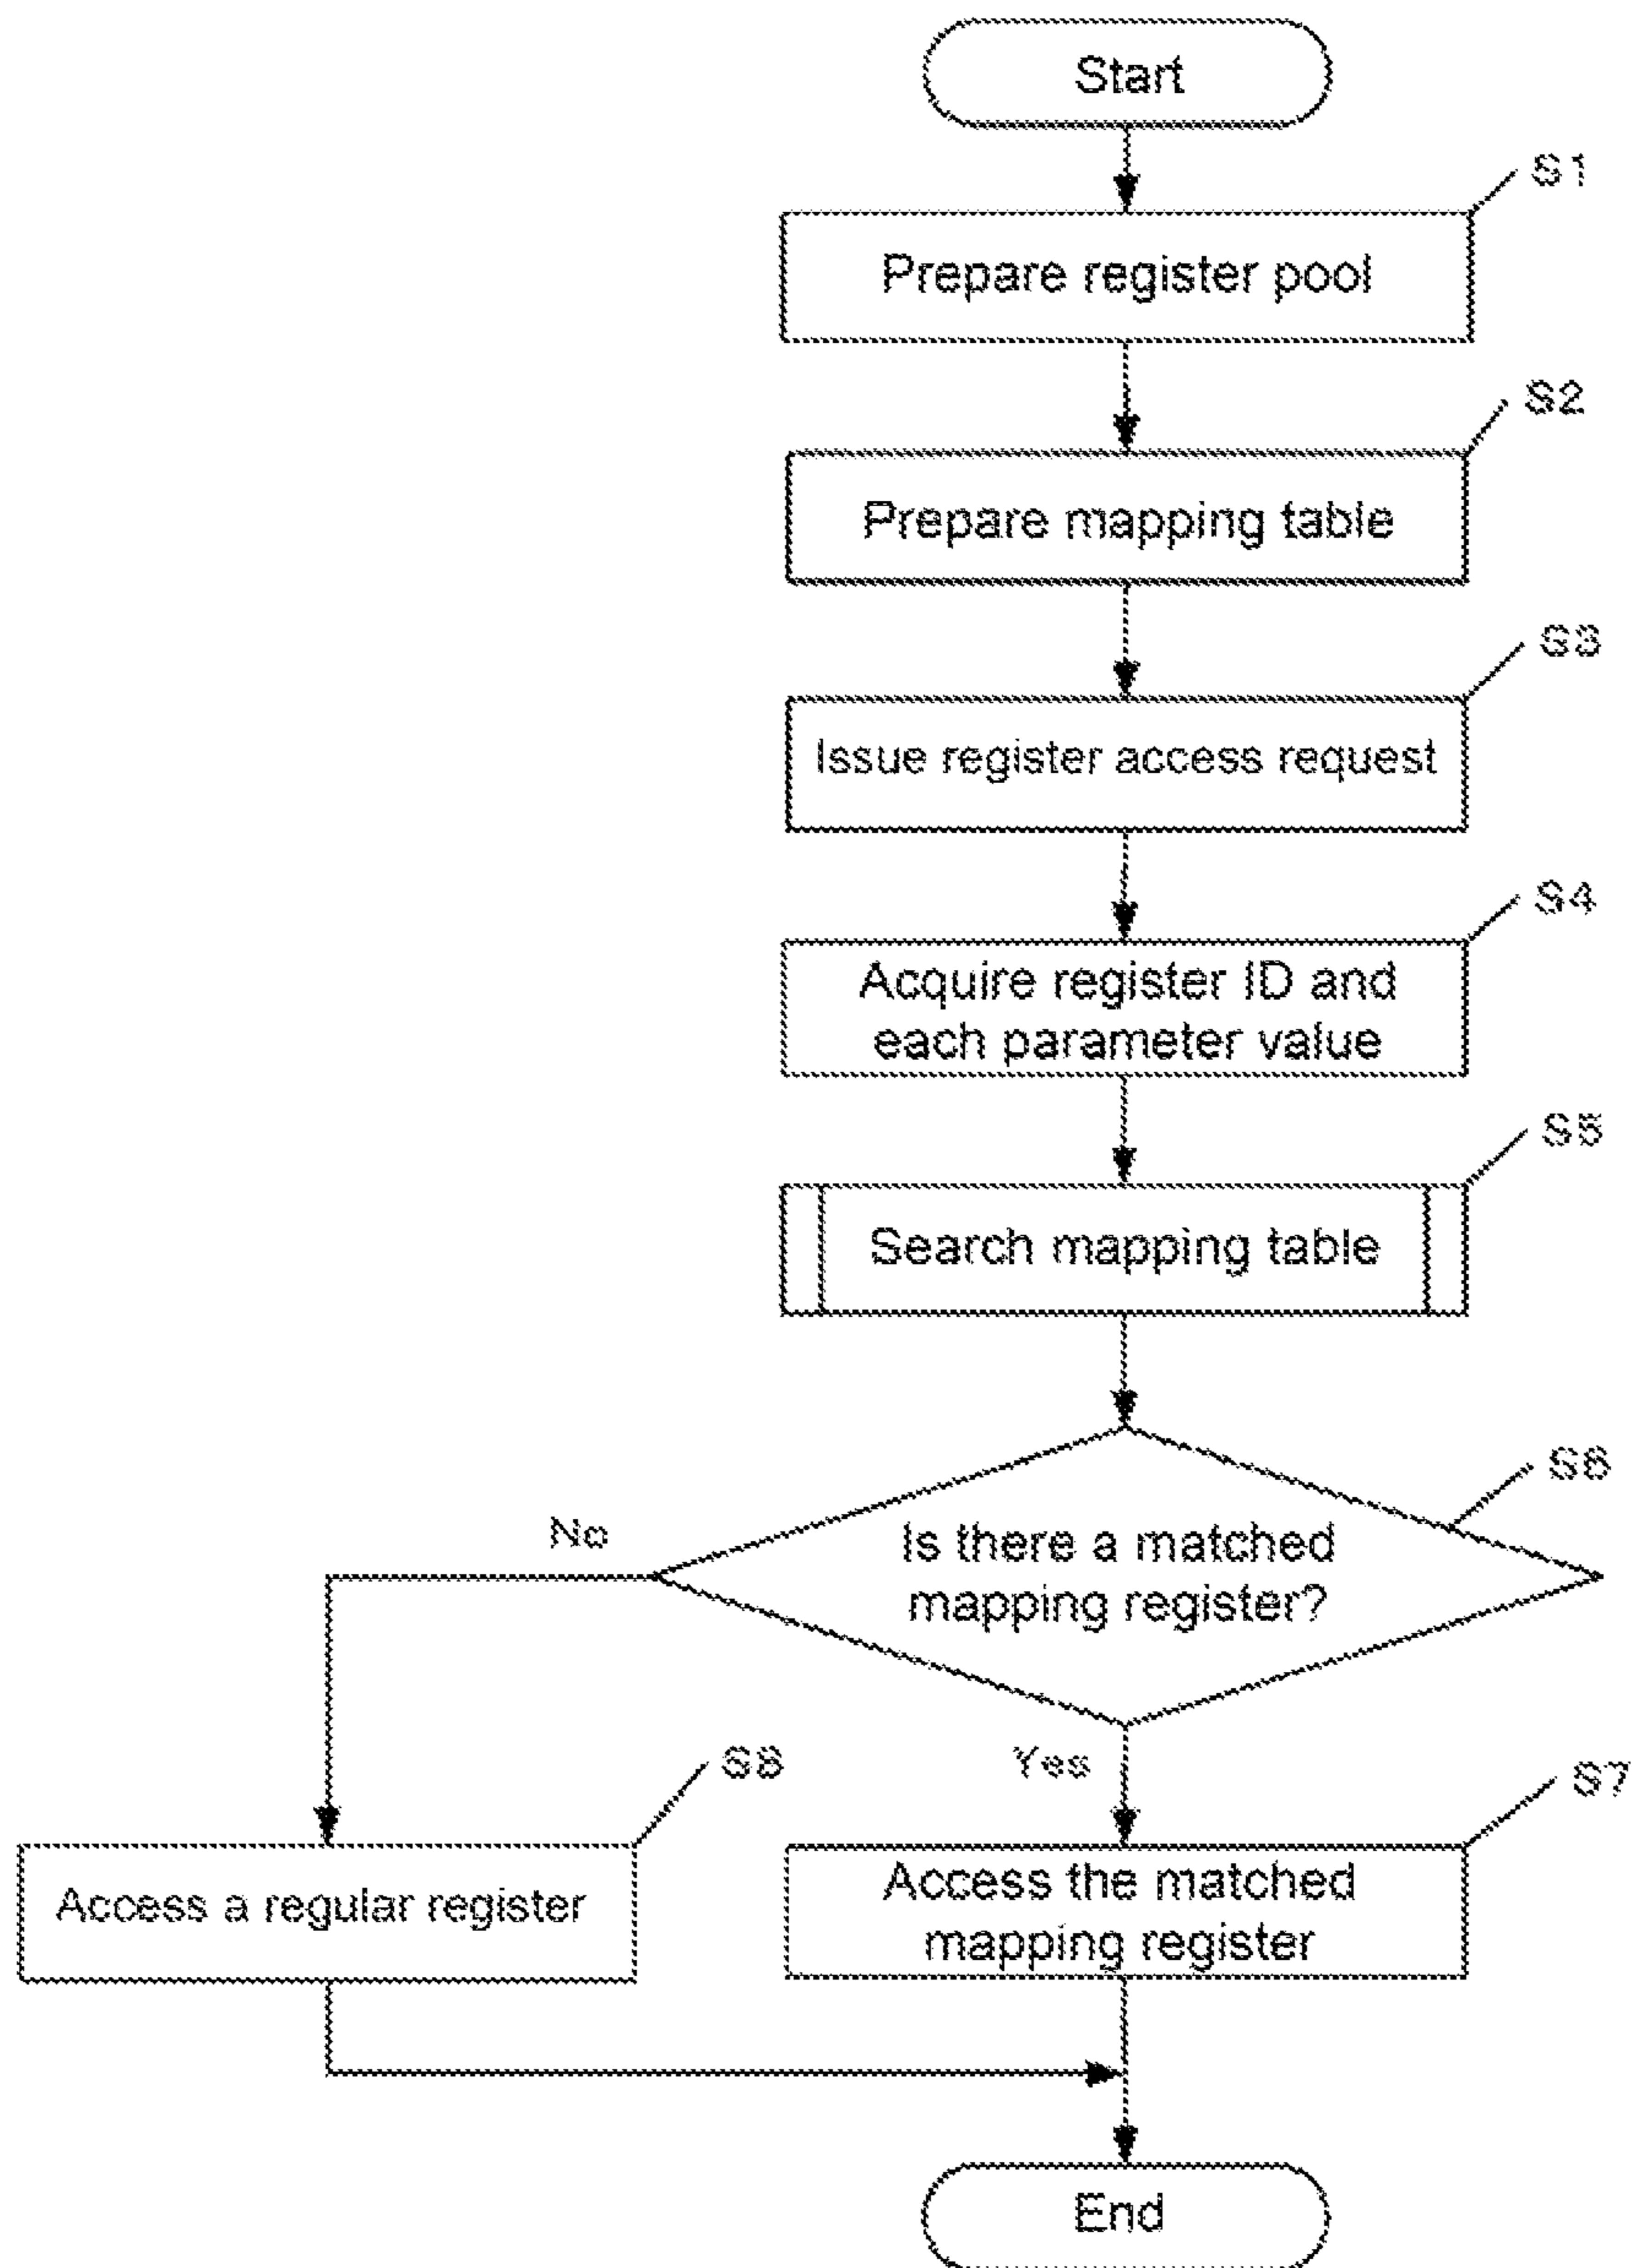 Start
S1
Prepare register pool
S2
Prepare mapping table
S3
Issue register access request
S4
Acquire register ID and
each parameter value
S5
Search mapping table
S6
Is there a matched
mapping register?
No
Yes
S8
S7
Access a regular register
Access the matched
mapping register
End